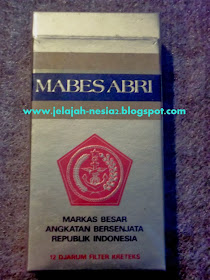 MABES ABRI
www.jelajah-nesia2.blogspot.com
MARKAS BESAR
ANGKATAN BERSENJATA
REPUBLIK INDONESIA
12 DJARUM FILTER KRETEKS